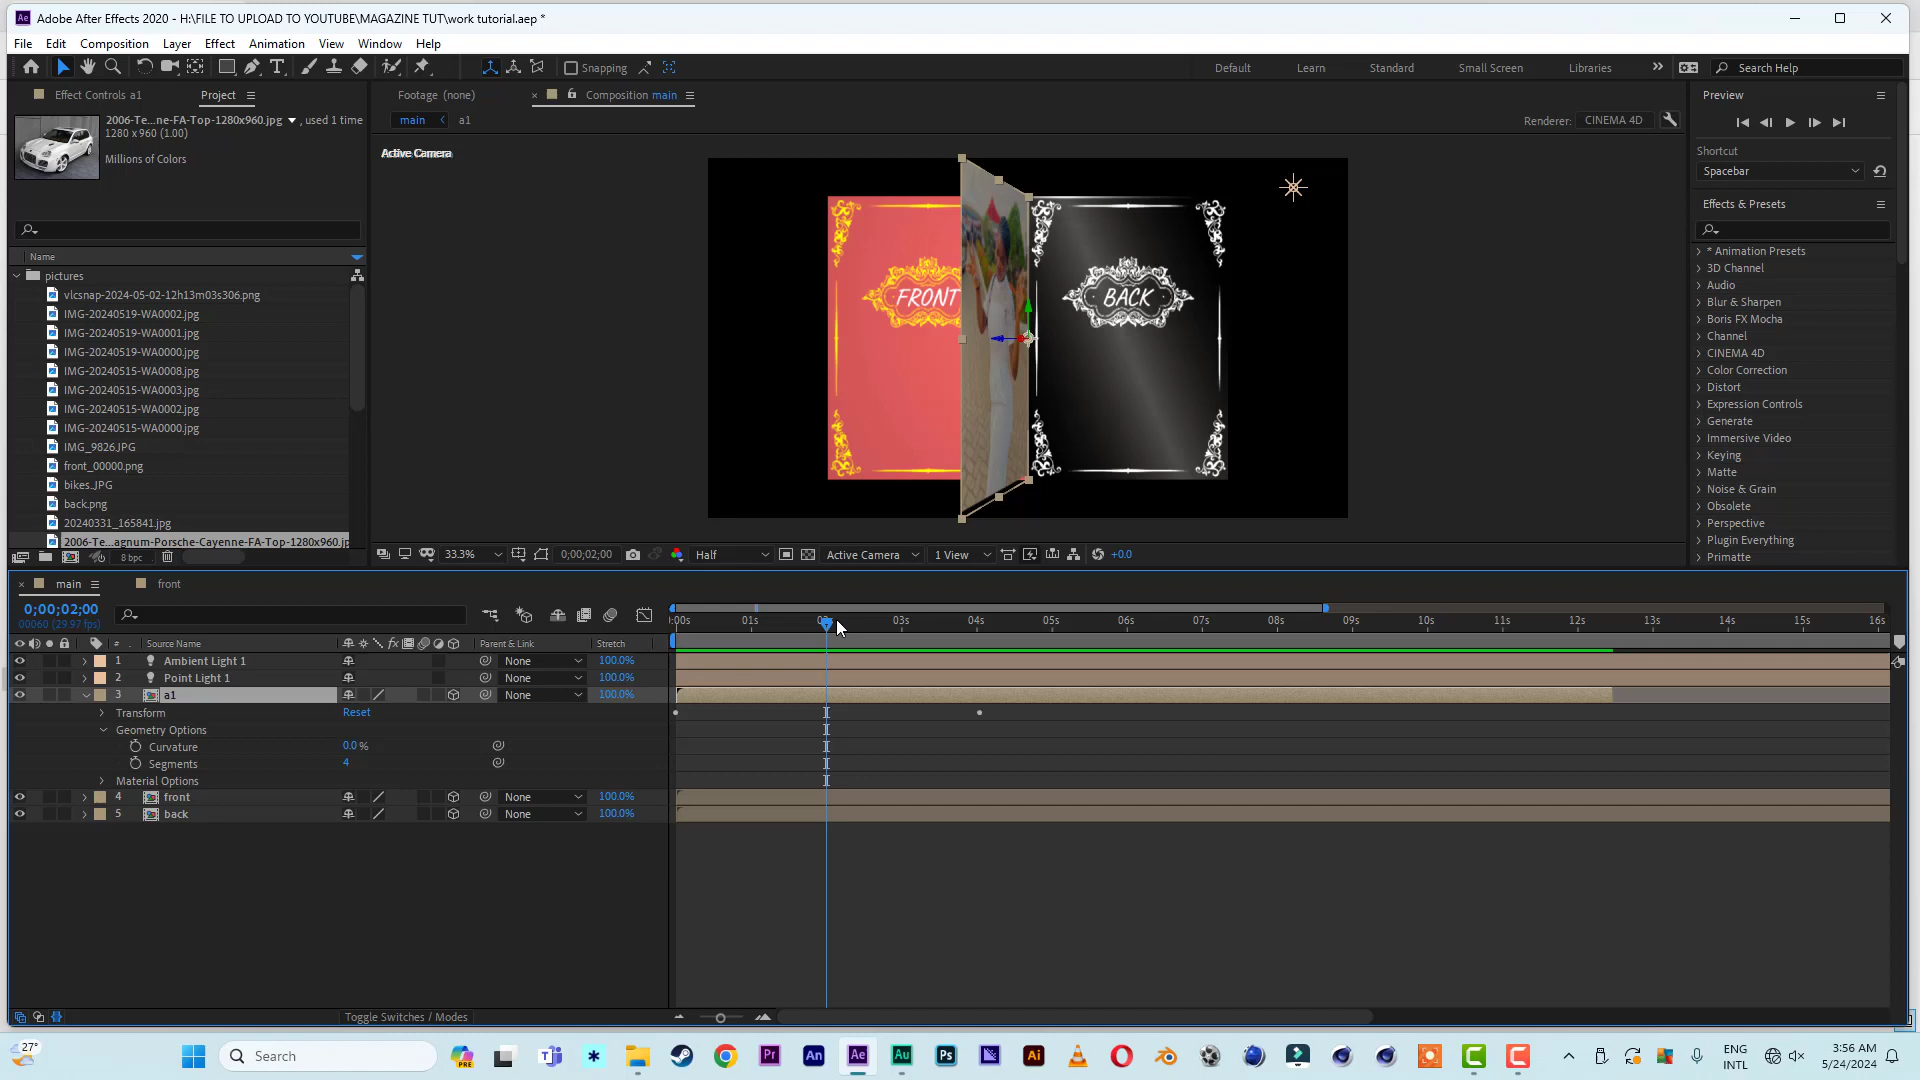 Adobe After Effects 2020 - H:\FILE TO UPLOAD TO YOUTUBE\MAGAZINE TUT\work tutorial.aep *
File Edit Composition Layer Effect Animation View Window Help
Snapping Default Learn Standard Small Screen Libraries Search Help
Effect Controls a1 Project Footage (none) Composition main Preview
2006-Te...ne-FA-Top-1280x960.jpg , used 1 time
1280 x 960 (1.00)
Millions of Colors
main a1 Renderer: CINEMA 4D
Active Camera
FRONT
BACK
Shortcut
Spacebar
Effects & Presets
* Animation Presets
3D Channel
Audio
Blur & Sharpen
Boris FX Mocha
Channel
CINEMA 4D
Color Correction
Distort
Expression Controls
Generate
Immersive Video
Keying
Matte
Noise & Grain
Obsolete
Perspective
Plugin Everything
Primatte
Name
pictures
vlcsnap-2024-05-02-12h13m03s306.png
IMG-20240519-WA0002.jpg
IMG-20240519-WA0001.jpg
IMG-20240519-WA0000.jpg
IMG-20240515-WA0008.jpg
IMG-20240515-WA0003.jpg
IMG-20240515-WA0002.jpg
IMG-20240515-WA0000.jpg
IMG_9826.JPG
front_00000.png
bikes.JPG
back.png
20240331_165841.jpg
2006-Te...agnum-Porsche-Cayenne-FA-Top-1280x960.jp
8 bpc
33.3% 0;00;02;00 Half Active Camera 1 View +0.0
main front
0;00;02;00
00060 (29.97 fps)
:00s 01s 02s 03s 04s 05s 06s 07s 08s 09s 10s 11s 12s 13s 14s 15s 16s
# Source Name fx Parent & Link Stretch
1 Ambient Light 1 None 100.0%
2 Point Light 1 None 100.0%
3 a1 None 100.0%
Transform Reset
Geometry Options
Curvature 0.0 %
Segments 4
Material Options
4 front None 100.0%
5 back None 100.0%
Toggle Switches / Modes
27°
Search
PRE
Pr An Ae Au Ps Ai
ENG
INTL
3:56 AM
5/24/2024